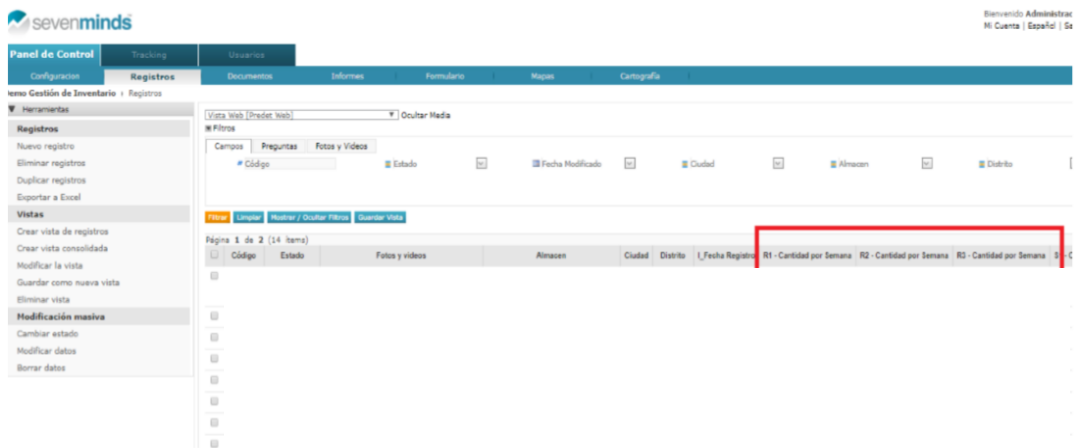 sevenminds
Bienvenido Administrac
Mi Cuenta | Español | Se
Panel de Control Tracking Usuarios
Configuracion Registros Documentos Informes Formulario Mapas Cartografía
Demo Gestión de Inventario › Registros
Herramientas
Registros
Nuevo registro
Eliminar registros
Duplicar registros
Exportar a Excel
Vistas
Crear vista de registros
Crear vista consolidada
Modificar la vista
Guardar como nueva vista
Eliminar vista
Modificación masiva
Cambiar estado
Modificar datos
Borrar datos
Vista Web [Predet Web] Ocultar Media
Filtros
Campos Preguntas Fotos y Videos
Código Estado Fecha Modificado Ciudad Almacen Distrito
Filtrar Limpiar Mostrar / Ocultar Filtros Guardar Vista
Página 1 de 2 (14 items)
Código Estado Fotos y videos Almacen Ciudad Distrito I_Fecha Registro R1 - Cantidad por Semana R2 - Cantidad por Semana R3 - Cantidad por Semana